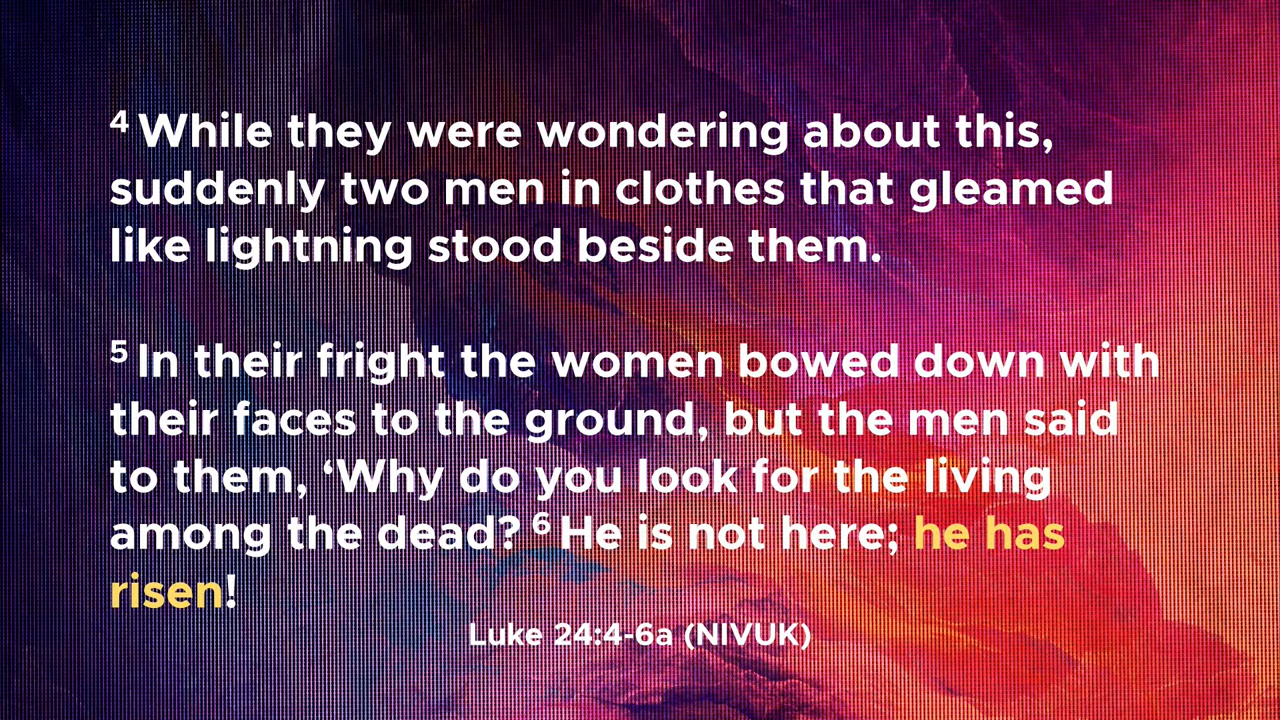 4 While they were wondering about this,
suddenly two men in clothes that gleamed
like lightning stood beside them.
5 In their fright the women bowed down with
their faces to the ground, but the men said
to them, ‘Why do you look for the living
among the dead? 6 He is not here; he has
risen!
Luke 24:4-6a (NIVUK)